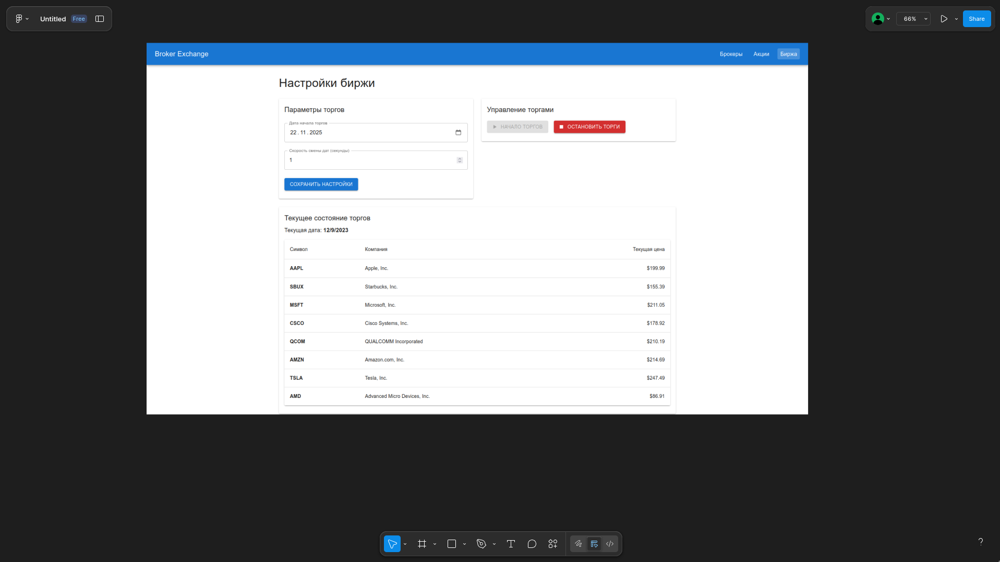 Untitled Free
66%
Share
Broker Exchange
Брокеры Акции Биржа
Настройки биржи
Параметры торгов
Дата начала торгов
22.11.2025
Скорость смены дат (секунды)
1
СОХРАНИТЬ НАСТРОЙКИ
Управление торгами
НАЧАЛО ТОРГОВ ОСТАНОВИТЬ ТОРГИ
Текущее состояние торгов
Текущая дата: 12/9/2023
Символ Компания Текущая цена
AAPL Apple, Inc. $199.99
SBUX Starbucks, Inc. $155.39
MSFT Microsoft, Inc. $211.05
CSCO Cisco Systems, Inc. $178.92
QCOM QUALCOMM Incorporated $210.19
AMZN Amazon.com, Inc. $214.69
TSLA Tesla, Inc. $247.49
AMD Advanced Micro Devices, Inc. $86.91
?